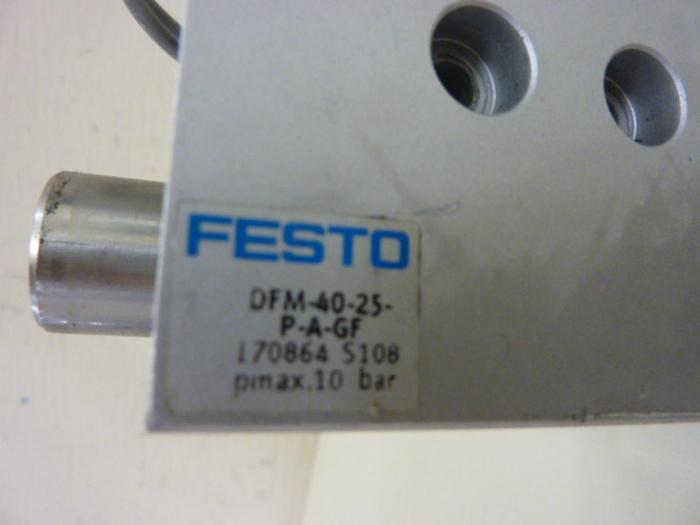 FESTO
DFM-40-25-
P-A-GF
170864 S108
pmax.10 bar